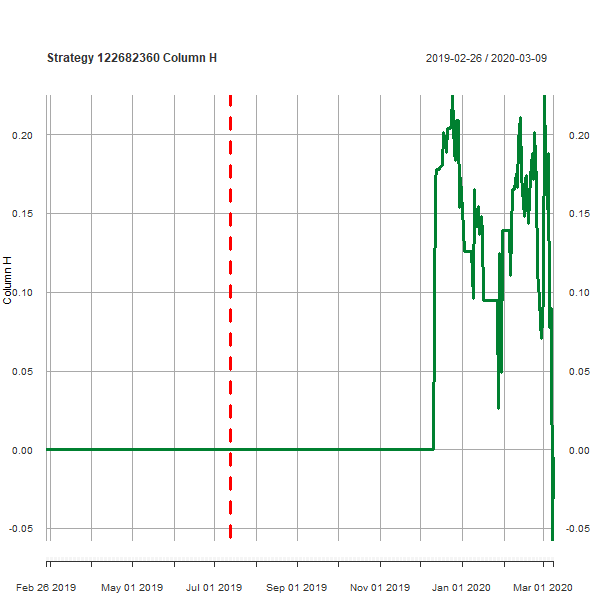 Strategy 122682360 Column H
2019-02-26 / 2020-03-09
Column H
0.20
0.15
0.10
0.05
0.00
-0.05
0.20
0.15
0.10
0.05
0.00
-0.05
Feb 26 2019
May 01 2019
Jul 01 2019
Sep 01 2019
Nov 01 2019
Jan 01 2020
Mar 01 2020